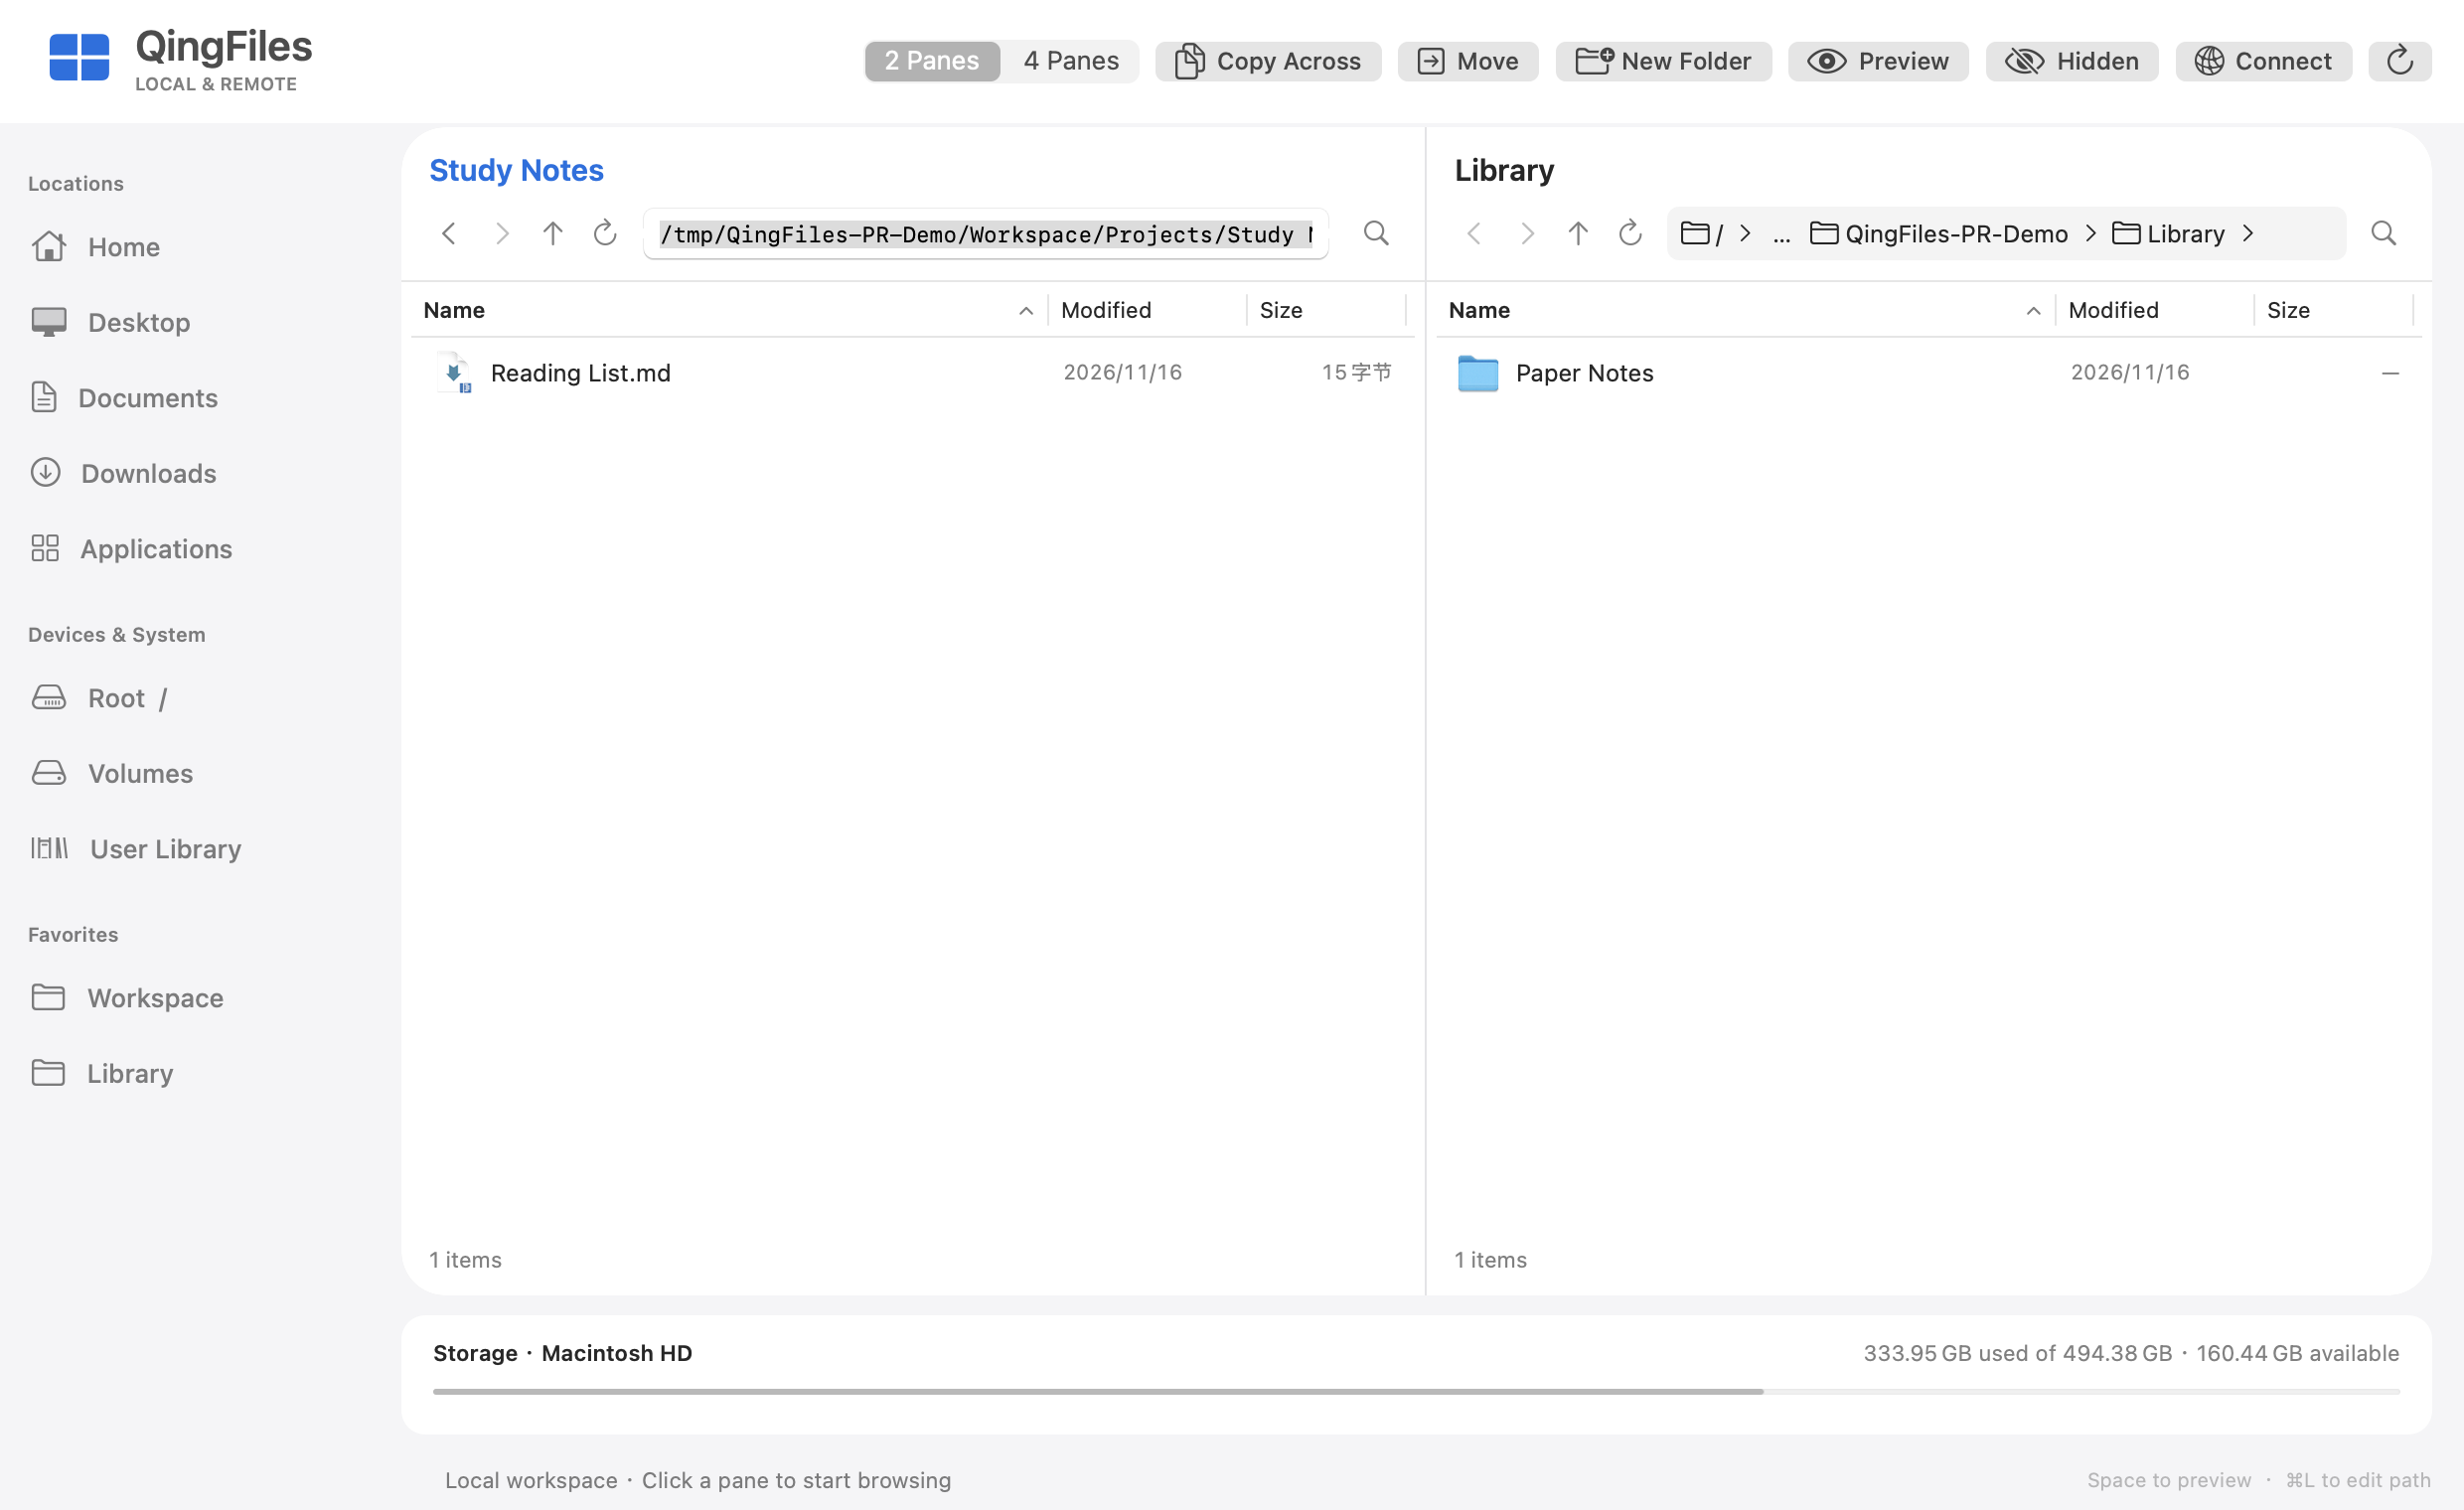 QingFiles
LOCAL & REMOTE
2 Panes
4 Panes
Copy Across
Move
New Folder
Preview
Hidden
Connect
Locations
Home
Desktop
Documents
Downloads
Applications
Devices & System
Root /
Volumes
User Library
Favorites
Workspace
Library
Study Notes
/tmp/QingFiles-PR-Demo/Workspace/Projects/Study
Name Modified Size
Reading List.md 2026/11/16 15 字节
1 items
Library
/ › ... QingFiles-PR-Demo › Library ›
Name Modified Size
Paper Notes 2026/11/16 —
1 items
Storage · Macintosh HD
333.95 GB used of 494.38 GB · 160.44 GB available
Local workspace · Click a pane to start browsing
Space to preview · ⌘L to edit path